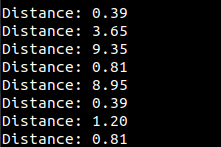 Distance: 0.39
Distance: 3.65
Distance: 9.35
Distance: 0.81
Distance: 8.95
Distance: 0.39
Distance: 1.20
Distance: 0.81